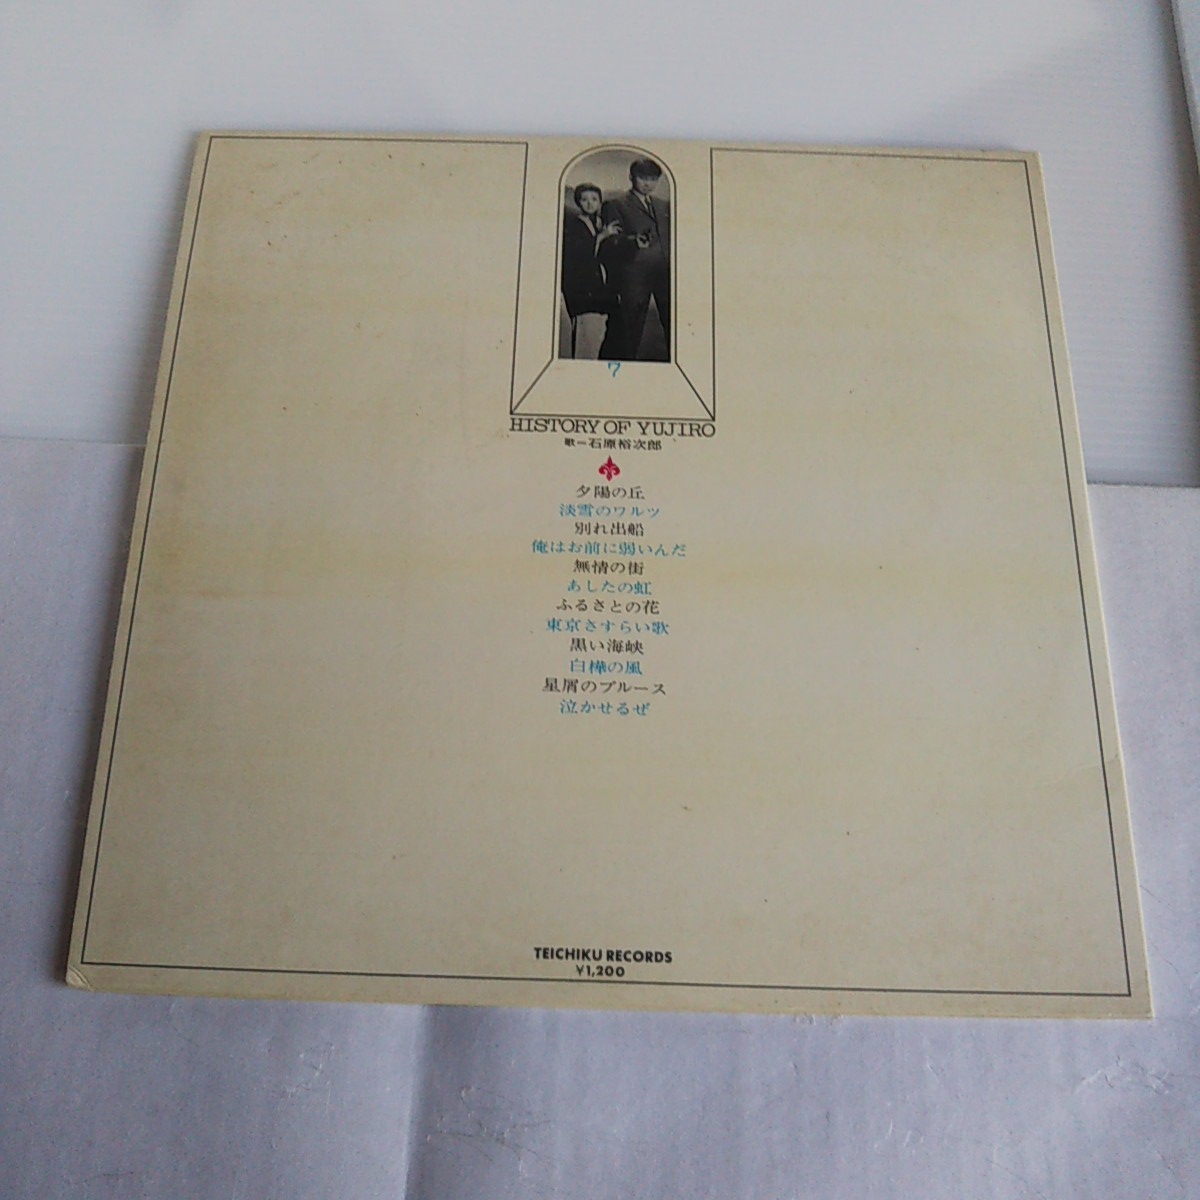 7
HISTORY OF YUJIRO
歌=石原裕次郎
夕陽の丘
淡雪のワルツ
別れ出船
俺はお前に弱いんだ
無情の街
あしたの虹
ふるさとの花
東京さすらい歌
黒い海峡
白樺の風
星屑のブルース
泣かせるぜ
TEICHIKU RECORDS
¥1,200